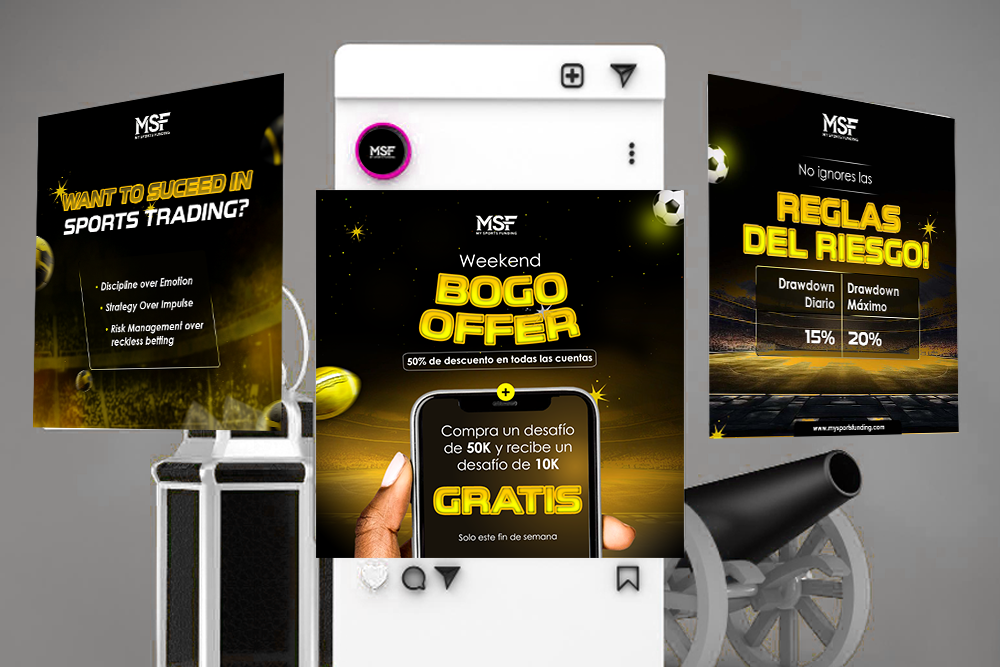 MSF
MY SPORTS FUNDING
WANT TO SUCEED IN
SPORTS TRADING?
• Discipline over Emotion
• Strategy Over Impulse
• Risk Management over
reckless betting
MSF
MY SPORTS FUNDING
MSF
MY SPORTS FUNDING
Weekend
BOGO
OFFER
50% de descuento en todas las cuentas
Compra un desafío
de 50K y recibe un
desafío de 10K
GRATIS
Solo este fin de semana
MSF
MY SPORTS FUNDING
No ignores las
REGLAS
DEL RIESGO!
Drawdown
Diario
Drawdown
Máximo
15%
20%
www.mysportsfunding.com